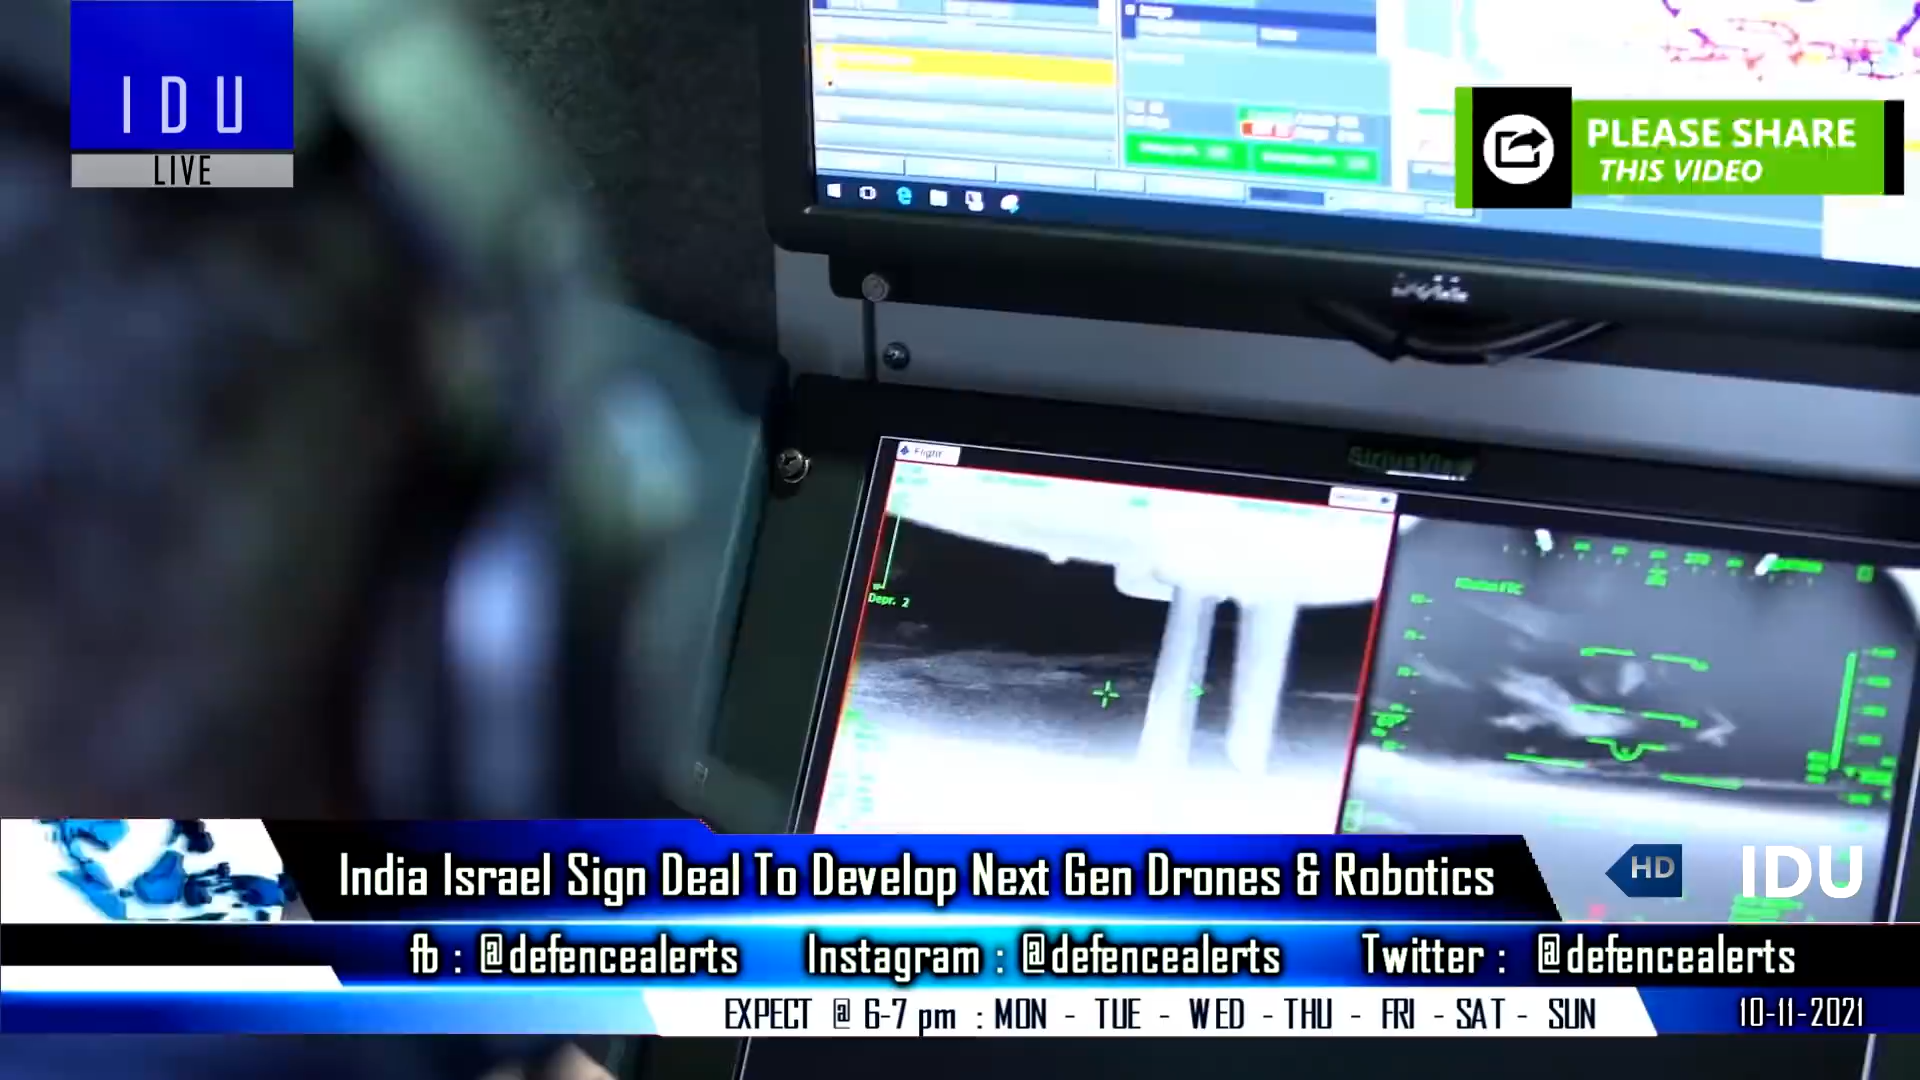 IDU
LIVE
PLEASE SHARE
THIS VIDEO
Flight
SiriusView
Depr. 2
India Israel Sign Deal To Develop Next Gen Drones & Robotics
HD
IDU
fb : @defencealerts Instagram : @defencealerts Twitter : @defencealerts
EXPECT @ 6-7 pm : MON - TUE - WED - THU - FRI - SAT - SUN
10-11-2021